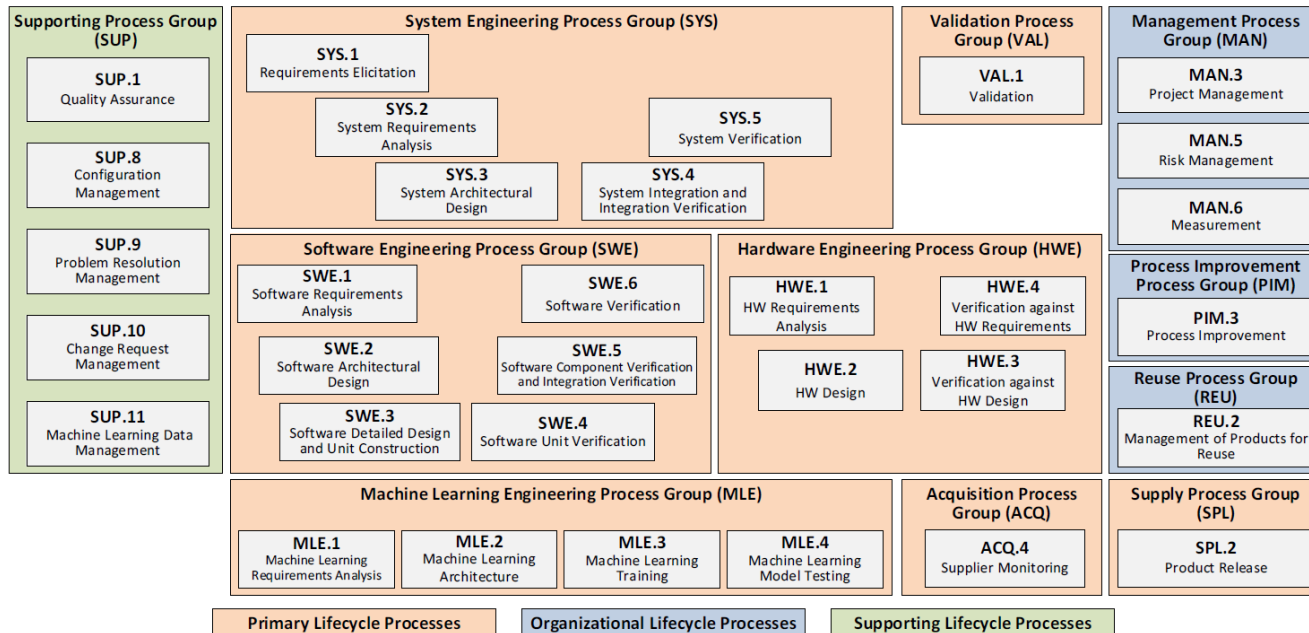 Supporting Process Group
(SUP)
SUP.1
Quality Assurance
SUP.8
Configuration
Management
SUP.9
Problem Resolution
Management
SUP.10
Change Request
Management
SUP.11
Machine Learning Data
Management
System Engineering Process Group (SYS)
SYS.1
Requirements Elicitation
SYS.2
System Requirements
Analysis
SYS.3
System Architectural
Design
SYS.5
System Verification
SYS.4
System Integration and
Integration Verification
Validation Process
Group (VAL)
VAL.1
Validation
Management Process
Group (MAN)
MAN.3
Project Management
MAN.5
Risk Management
MAN.6
Measurement
Software Engineering Process Group (SWE)
SWE.1
Software Requirements
Analysis
SWE.2
Software Architectural
Design
SWE.3
Software Detailed Design
and Unit Construction
SWE.6
Software Verification
SWE.5
Software Component Verification
and Integration Verification
SWE.4
Software Unit Verification
Hardware Engineering Process Group (HWE)
HWE.1
HW Requirements
Analysis
HWE.2
HW Design
HWE.4
Verification against
HW Requirements
HWE.3
Verification against
HW Design
Process Improvement
Process Group (PIM)
PIM.3
Process Improvement
Reuse Process Group
(REU)
REU.2
Management of Products for
Reuse
Machine Learning Engineering Process Group (MLE)
MLE.1
Machine Learning
Requirements Analysis
MLE.2
Machine Learning
Architecture
MLE.3
Machine Learning
Training
MLE.4
Machine Learning
Model Testing
Acquisition Process
Group (ACQ)
ACQ.4
Supplier Monitoring
Supply Process Group
(SPL)
SPL.2
Product Release
Primary Lifecycle Processes
Organizational Lifecycle Processes
Supporting Lifecycle Processes